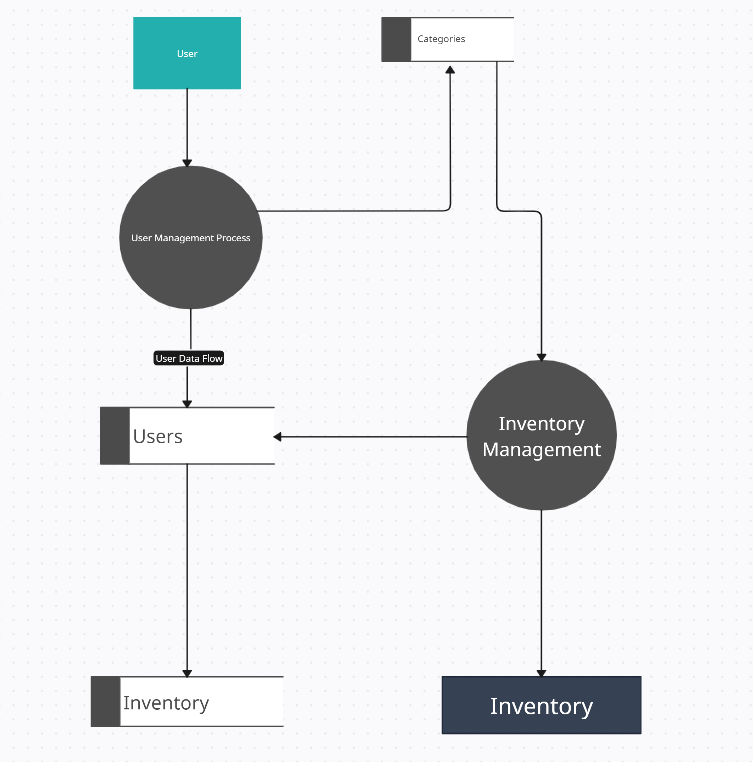 User
Categories
User Management Process
User Data Flow
Users
Inventory
Management
Inventory
Inventory